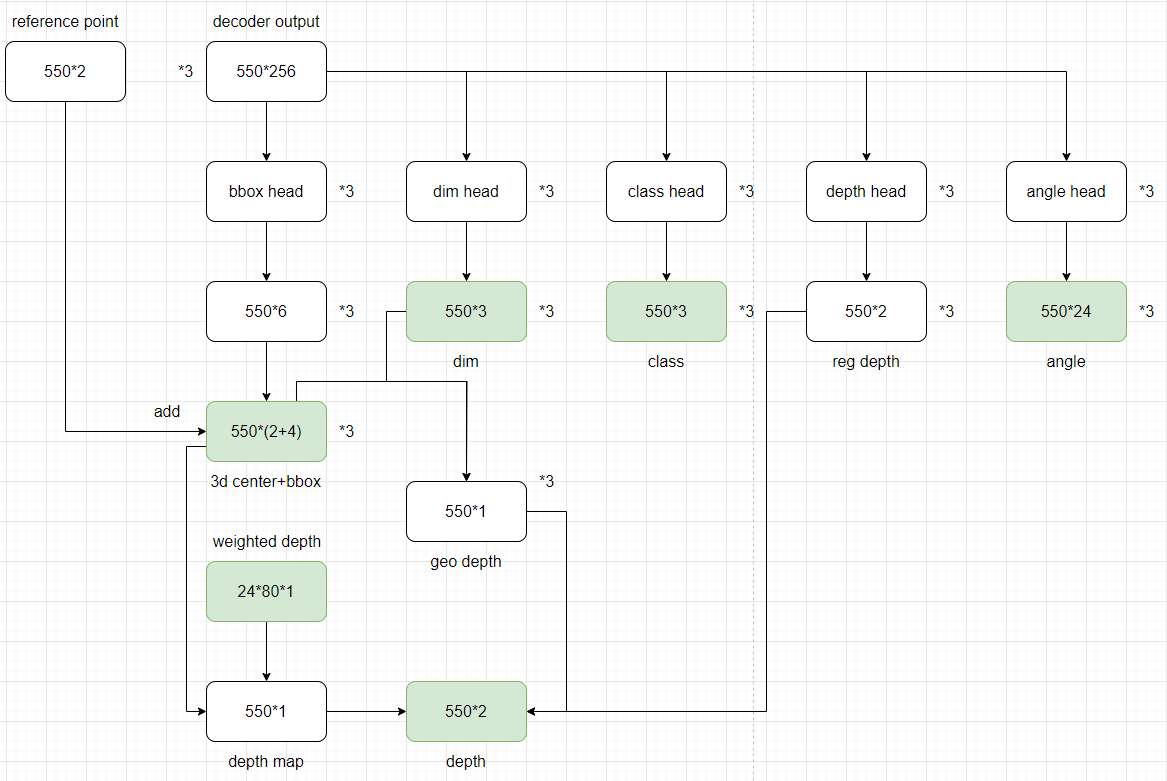 reference point
decoder output
550*2
*3
550*256
bbox head
*3
dim head
*3
class head
*3
depth head
*3
angle head
*3
550*6
*3
550*3
*3
550*3
*3
550*2
*3
550*24
*3
dim
class
reg depth
angle
add
550*(2+4)
*3
3d center+bbox
*3
550*1
geo depth
weighted depth
24*80*1
550*1
550*2
depth map
depth